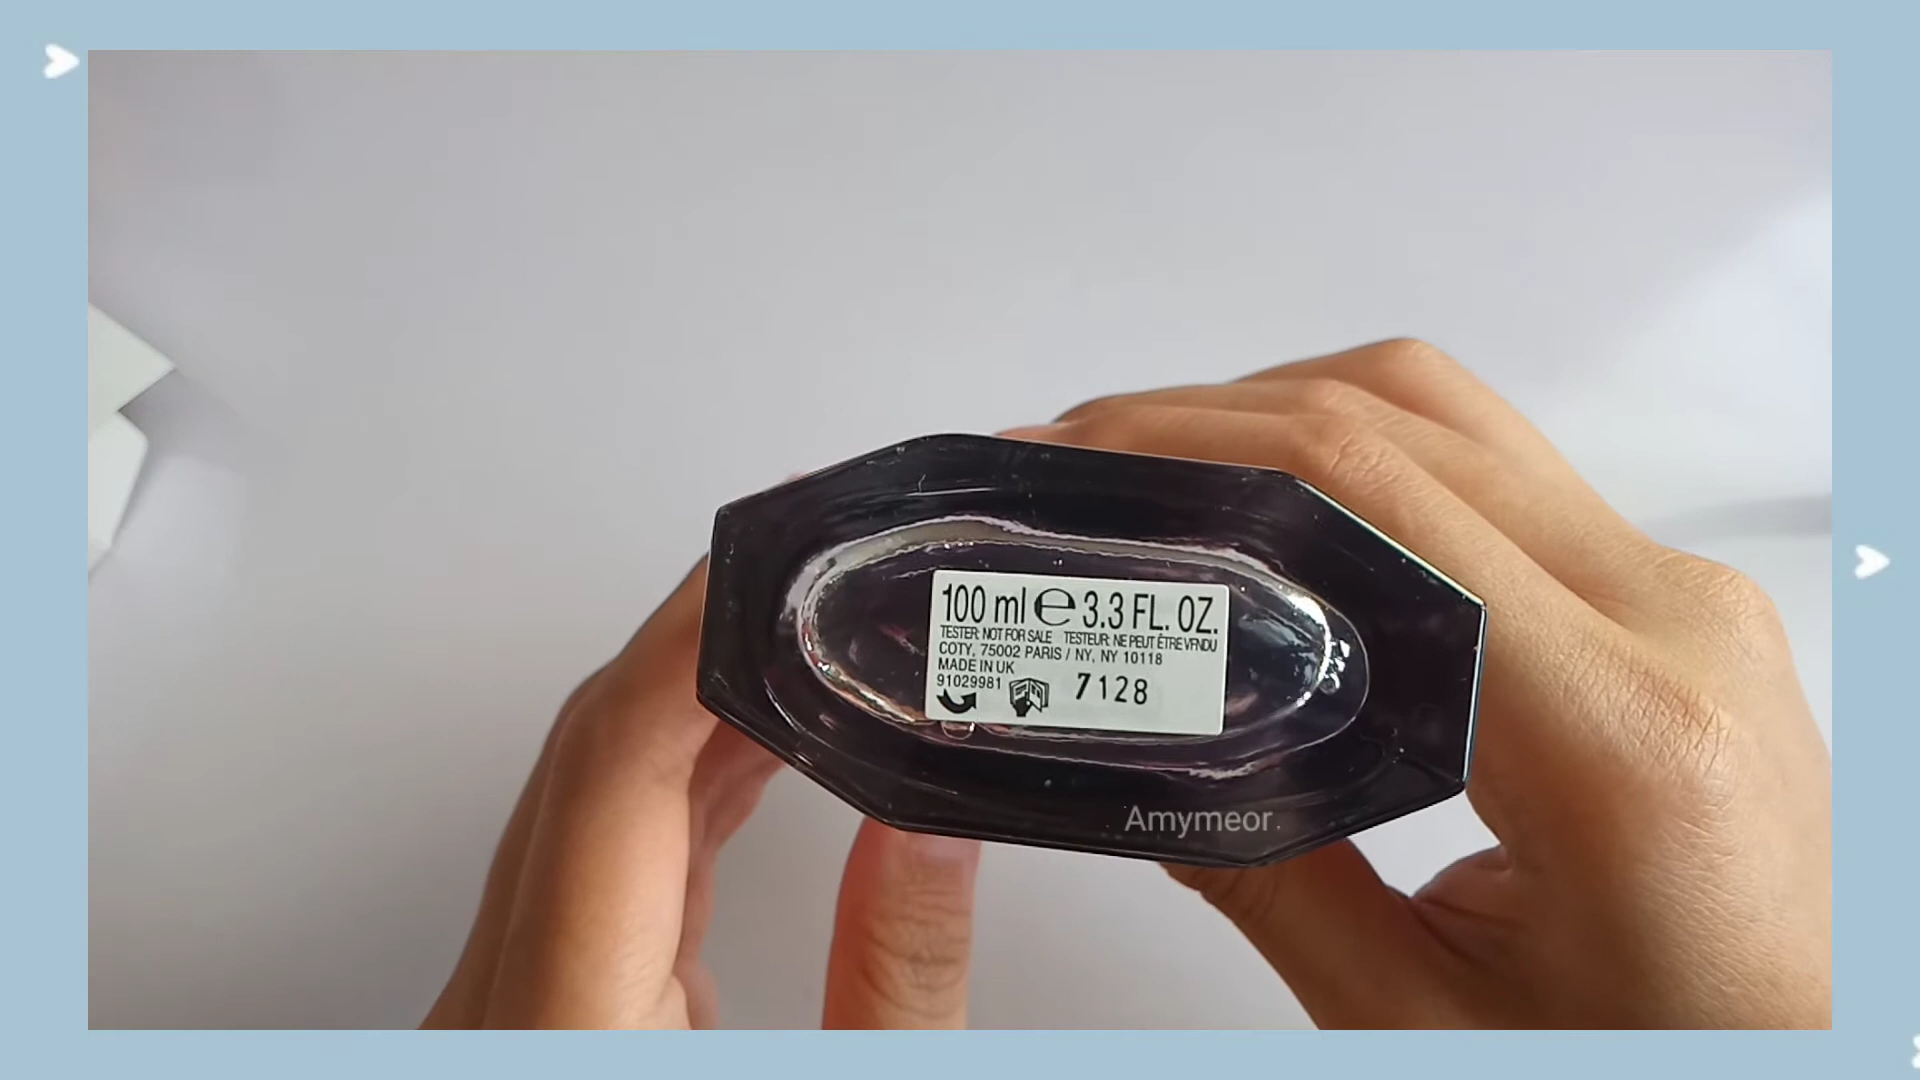 100 ml e 3.3 FL. OZ.
TESTER: NOT FOR SALE TESTEUR: NE PEUT ÊTRE VENDU
COTY, 75002 PARIS / NY, NY 10118
MADE IN UK
91029981
7128
Amymeor